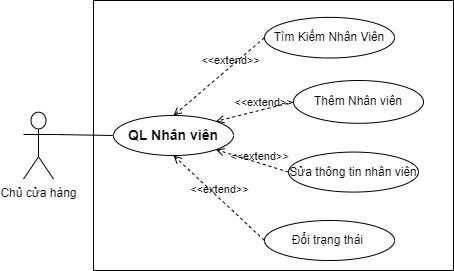 Tìm Kiếm Nhân Viên
<<extend>>
Thêm Nhân viên
<<extend>>
QL Nhân viên
<<extend>>
Sửa thông tin nhân viên
Chủ cửa hàng
<<extend>>
Đổi trạng thái